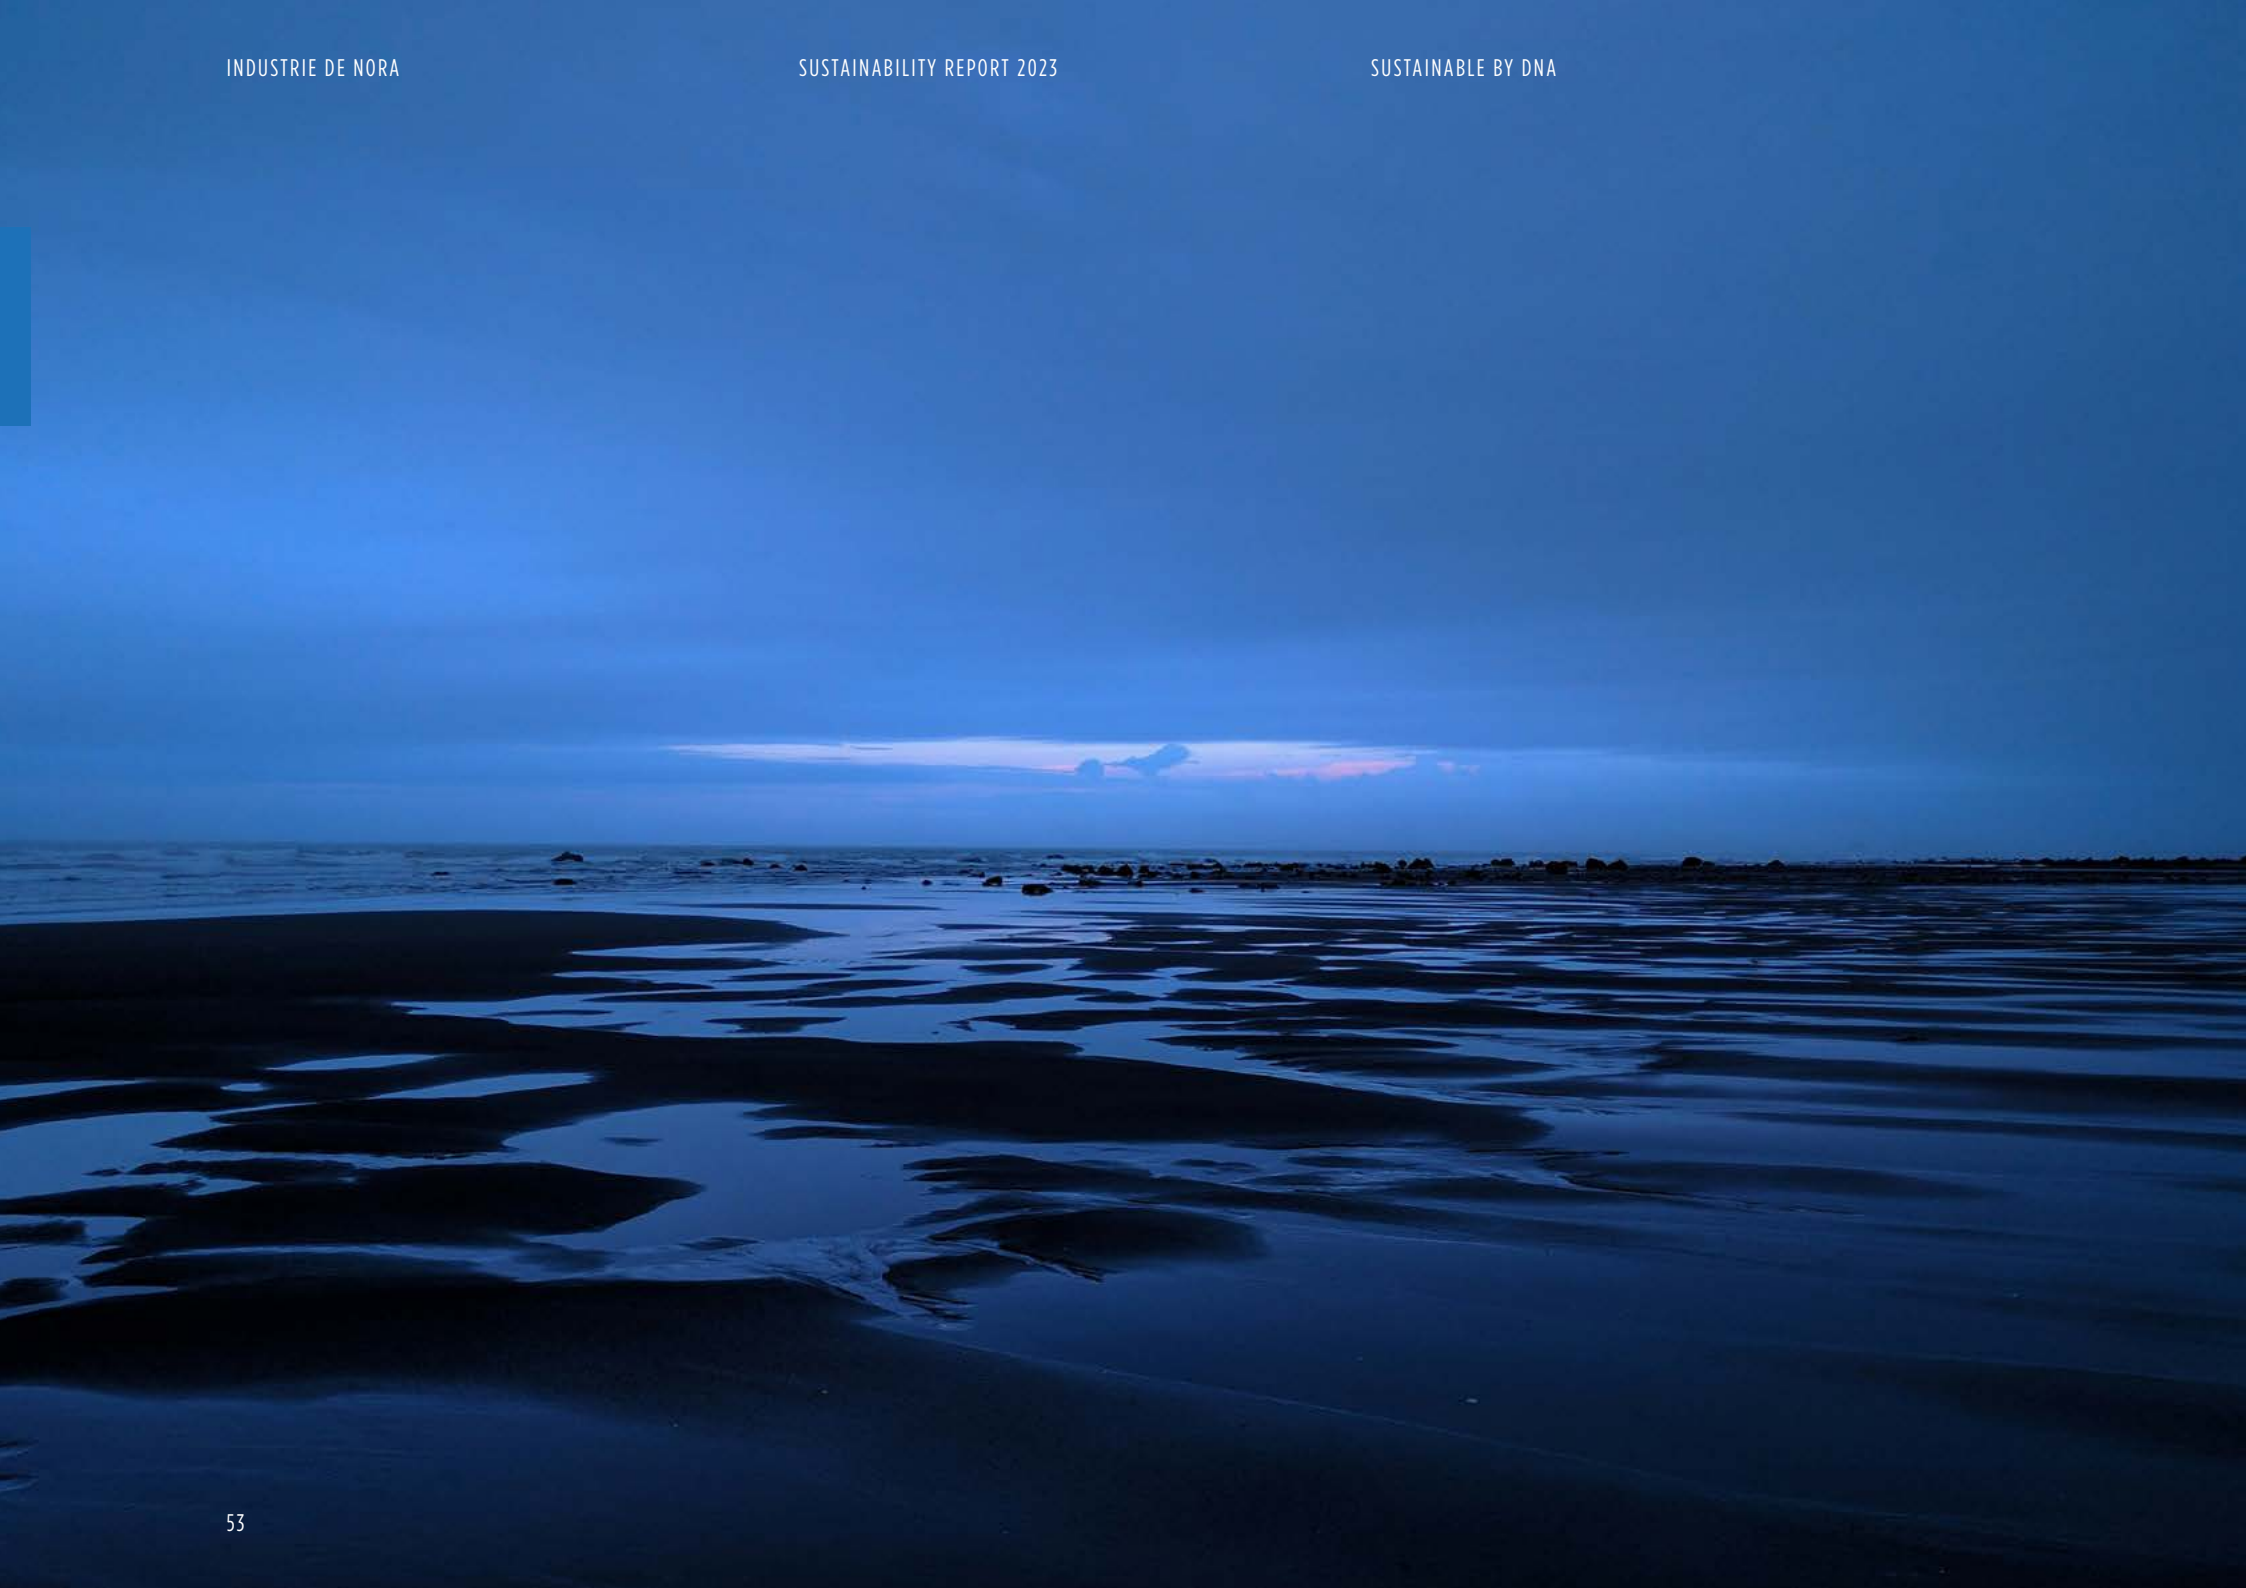 INDUSTRIE DE NORA
SUSTAINABILITY REPORT 2023
SUSTAINABLE BY DNA
53